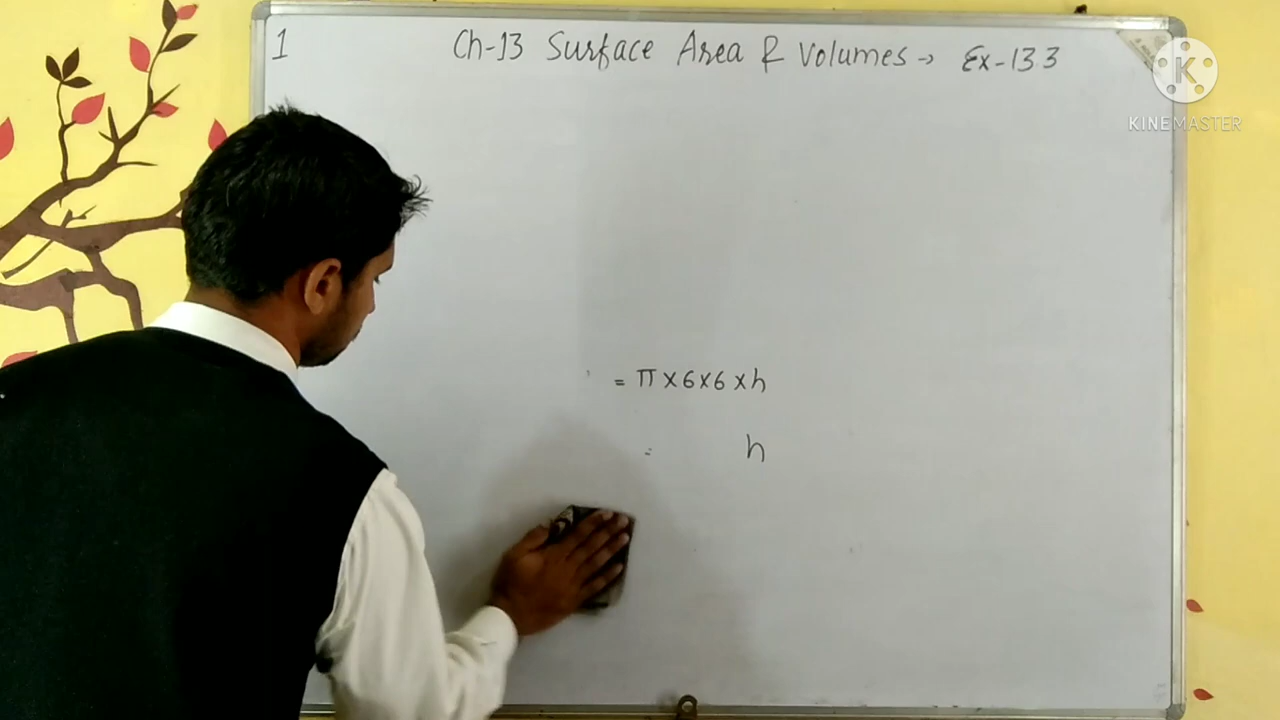 1 Ch-13 Surface Area & Volumes → Ex-13.3
KINEMASTER
= π×6×6×h
= h